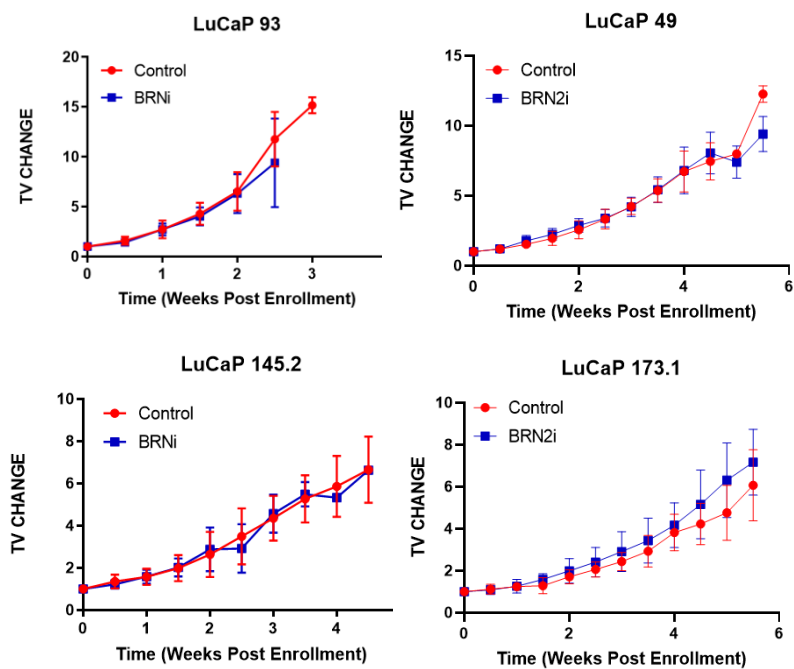 LuCaP 93
TV CHANGE
20
15
10
5
0
Control
BRNi
0 1 2 3
Time (Weeks Post Enrollment)
LuCaP 49
TV CHANGE
15
10
5
0
Control
BRN2i
0 2 4 6
Time (Weeks Post Enrollment)
LuCaP 145.2
TV CHANGE
10
8
6
4
2
0
Control
BRNi
0 1 2 3 4
Time (Weeks Post Enrollment)
LuCaP 173.1
TV CHANGE
10
8
6
4
2
0
Control
BRN2i
0 2 4 6
Time (Weeks Post Enrollment)